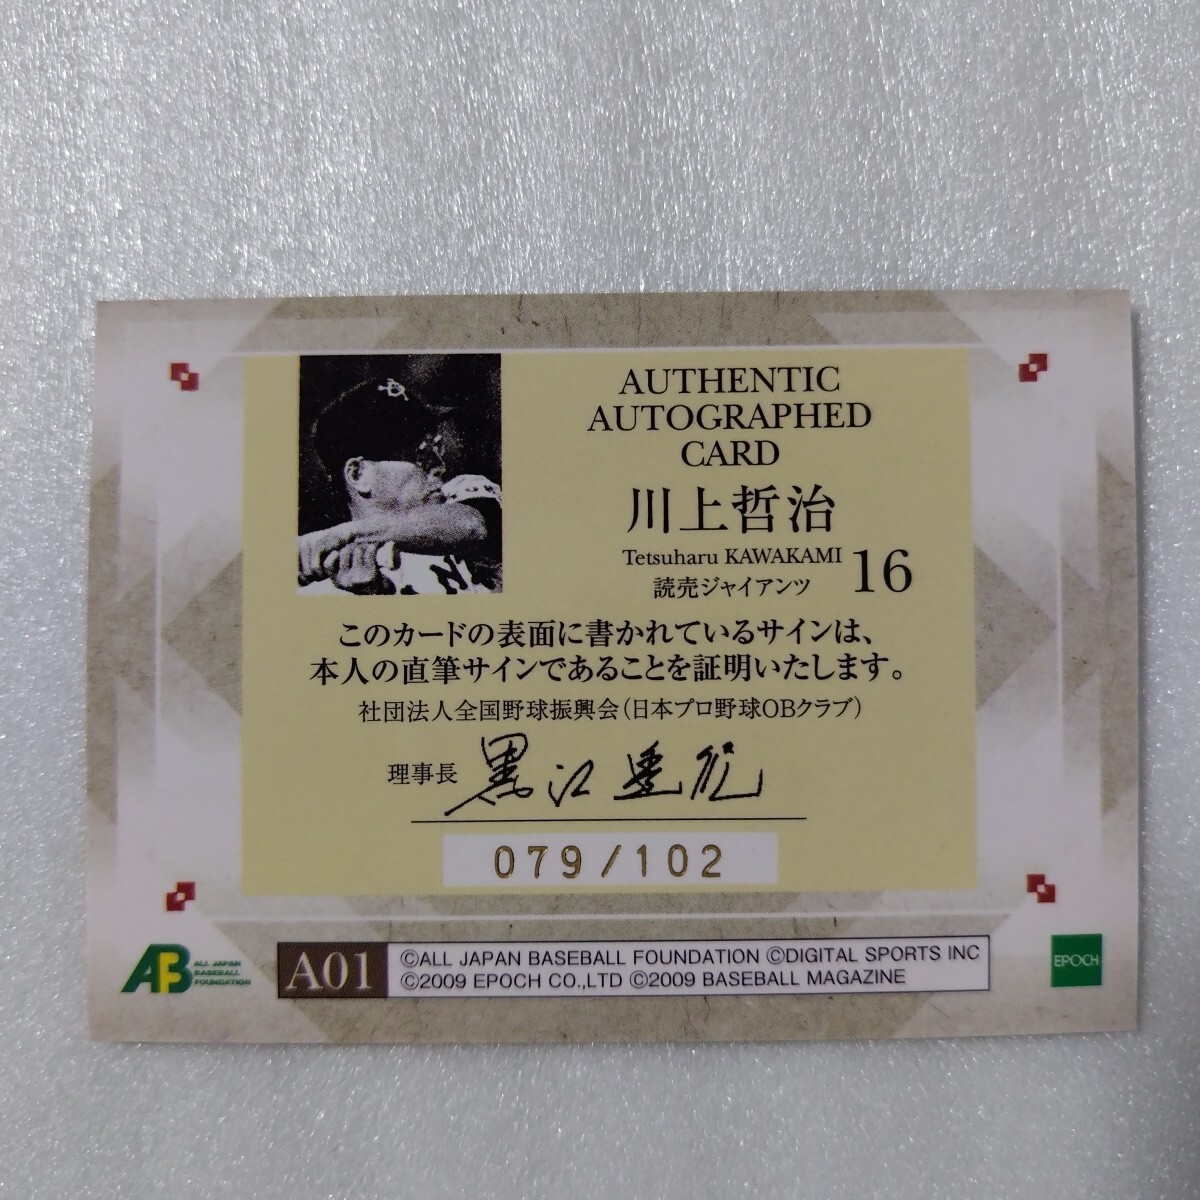 AUTHENTIC
AUTOGRAPHED
CARD
川上哲治
Tetsuharu KAWAKAMI
読売ジャイアンツ
16
このカードの表面に書かれているサインは、
本人の直筆サインであることを証明いたします。
社団法人全国野球振興会(日本プロ野球OBクラブ)
理事長 黒江透修
079/102
AB ALL JAPAN
BASEBALL
FOUNDATION
A01
©ALL JAPAN BASEBALL FOUNDATION ©DIGITAL SPORTS INC
©2009 EPOCH CO.,LTD ©2009 BASEBALL MAGAZINE
EPOCH